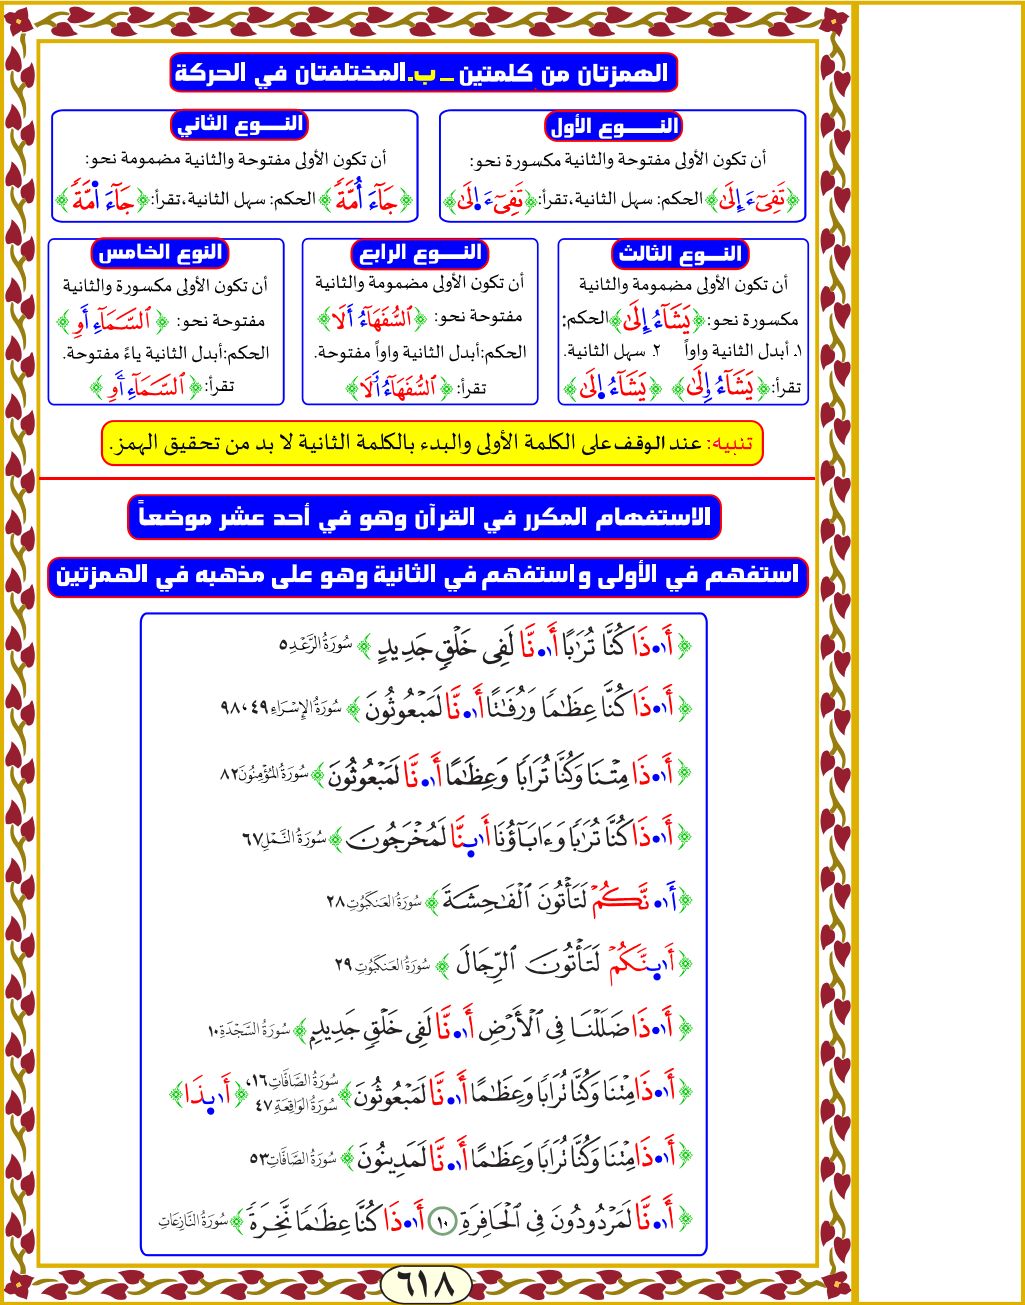 الهمزتان من كلمتين - ب. المختلفتان في الحركة
النوع الأول
أن تكون الأولى مفتوحة والثانية مكسورة نحو:
﴿تَفِيٓءَ إِلَىٰ﴾ الحكم: سهل الثانية، تقرأ: ﴿تَفِيٓءَ ا۪لَىٰ﴾
النوع الثاني
أن تكون الأولى مفتوحة والثانية مضمومة نحو:
﴿جَآءَ أُمَّةٗ﴾ الحكم: سهل الثانية، تقرأ: ﴿جَآءَ ا۬مَّةٗ﴾
النوع الثالث
أن تكون الأولى مضمومة والثانية
مكسورة نحو: ﴿يَشَآءُ إِلَىٰ﴾ الحكم:
١. أبدل الثانية واواً ٢. سهل الثانية.
تقرأ: ﴿يَشَآءُ وِلَىٰ﴾ ﴿يَشَآءُ ا۪لَىٰ﴾
النوع الرابع
أن تكون الأولى مضمومة والثانية
مفتوحة نحو: ﴿ٱلسُّفَهَآءُ أَلَا﴾
الحكم: أبدل الثانية واواً مفتوحة.
تقرأ: ﴿ٱلسُّفَهَآءُ وَلَا﴾
النوع الخامس
أن تكون الأولى مكسورة والثانية
مفتوحة نحو: ﴿ٱلسَّمَآءِ أَوِ﴾
الحكم: أبدل الثانية ياءً مفتوحة.
تقرأ: ﴿ٱلسَّمَآءِ يَوِ﴾
تنبيه: عند الوقف على الكلمة الأولى والبدء بالكلمة الثانية لا بد من تحقيق الهمز.
الاستفهام المكرر في القرآن وهو في أحد عشر موضعاً
استفهم في الأولى واستفهم في الثانية وهو على مذهبه في الهمزتين
﴿أَا۟•ذَا كُنَّا تُرَٰبًا أَا۟•نَّا لَفِى خَلۡقٖ جَدِيدٍ﴾ سُورَةُ الرَّعْدِ ٥
﴿أَا۟•ذَا كُنَّا عِظَٰمٗا وَرُفَٰتًا أَا۟•نَّا لَمَبۡعُوثُونَ﴾ سُورَةُ الإِسْرَاءِ ٤٩، ٩٨
﴿أَا۟•ذَا مِتۡنَا وَكُنَّا تُرَابٗا وَعِظَٰمًا أَا۟•نَّا لَمَبۡعُوثُونَ﴾ سُورَةُ المُؤْمِنُونَ ٨٢
﴿أَا۟•ذَا كُنَّا تُرَٰبٗا وَءَابَآؤُنَا أَا۟ىِٕنَّا لَمُخۡرَجُونَ﴾ سُورَةُ النَّمْلِ ٦٧
﴿أَا۟•نَّكُمۡ لَتَأۡتُونَ ٱلۡفَٰحِشَةَ﴾ سُورَةُ العَنكَبُوتِ ٢٨
﴿أَا۟ىِٕنَّكُمۡ لَتَأۡتُونَ ٱلرِّجَالَ﴾ سُورَةُ العَنكَبُوتِ ٢٩
﴿أَا۟•ذَا ضَلَلۡنَا فِى ٱلۡأَرۡضِ أَا۟•نَّا لَفِى خَلۡقٖ جَدِيدِۭ﴾ سُورَةُ السَّجْدَةِ ١٠
﴿أَا۟•ذَا مِتۡنَا وَكُنَّا تُرَابٗا وَعِظَٰمًا أَا۟•نَّا لَمَبۡعُوثُونَ﴾ سُورَةُ الصَّافَّاتِ ١٦، سُورَةُ الوَاقِعَةِ ٤٧ ﴿أَا۟ىِٕذَا﴾
﴿أَا۟•ذَا مِتۡنَا وَكُنَّا تُرَابٗا وَعِظَٰمًا أَا۟•نَّا لَمَدِينُونَ﴾ سُورَةُ الصَّافَّاتِ ٥٣
﴿أَا۟•نَّا لَمَرۡدُودُونَ فِى ٱلۡحَافِرَةِ ١٠ أَا۟•ذَا كُنَّا عِظَٰمٗا نَّخِرَةٗ﴾ سُورَةُ النَّازِعَاتِ
٦١٨